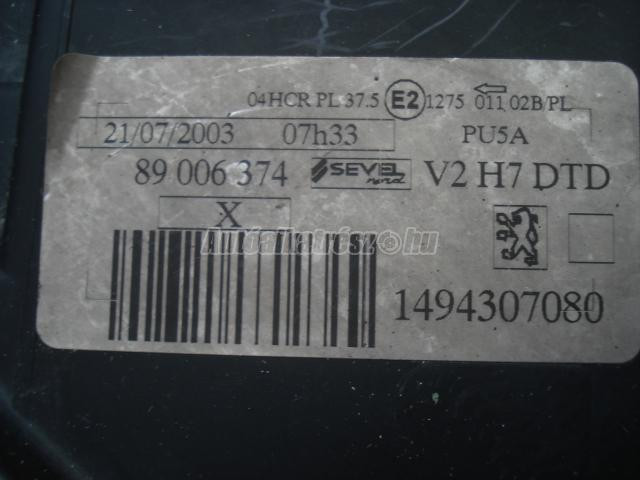 04HCR PL 37.5 E2 1275 011 02B/PL
21/07/2003 07h33 PU5A
89 006 374 SEVEL nord V2 H7 DTD
X
Autóalkatrész.hu
1494307080